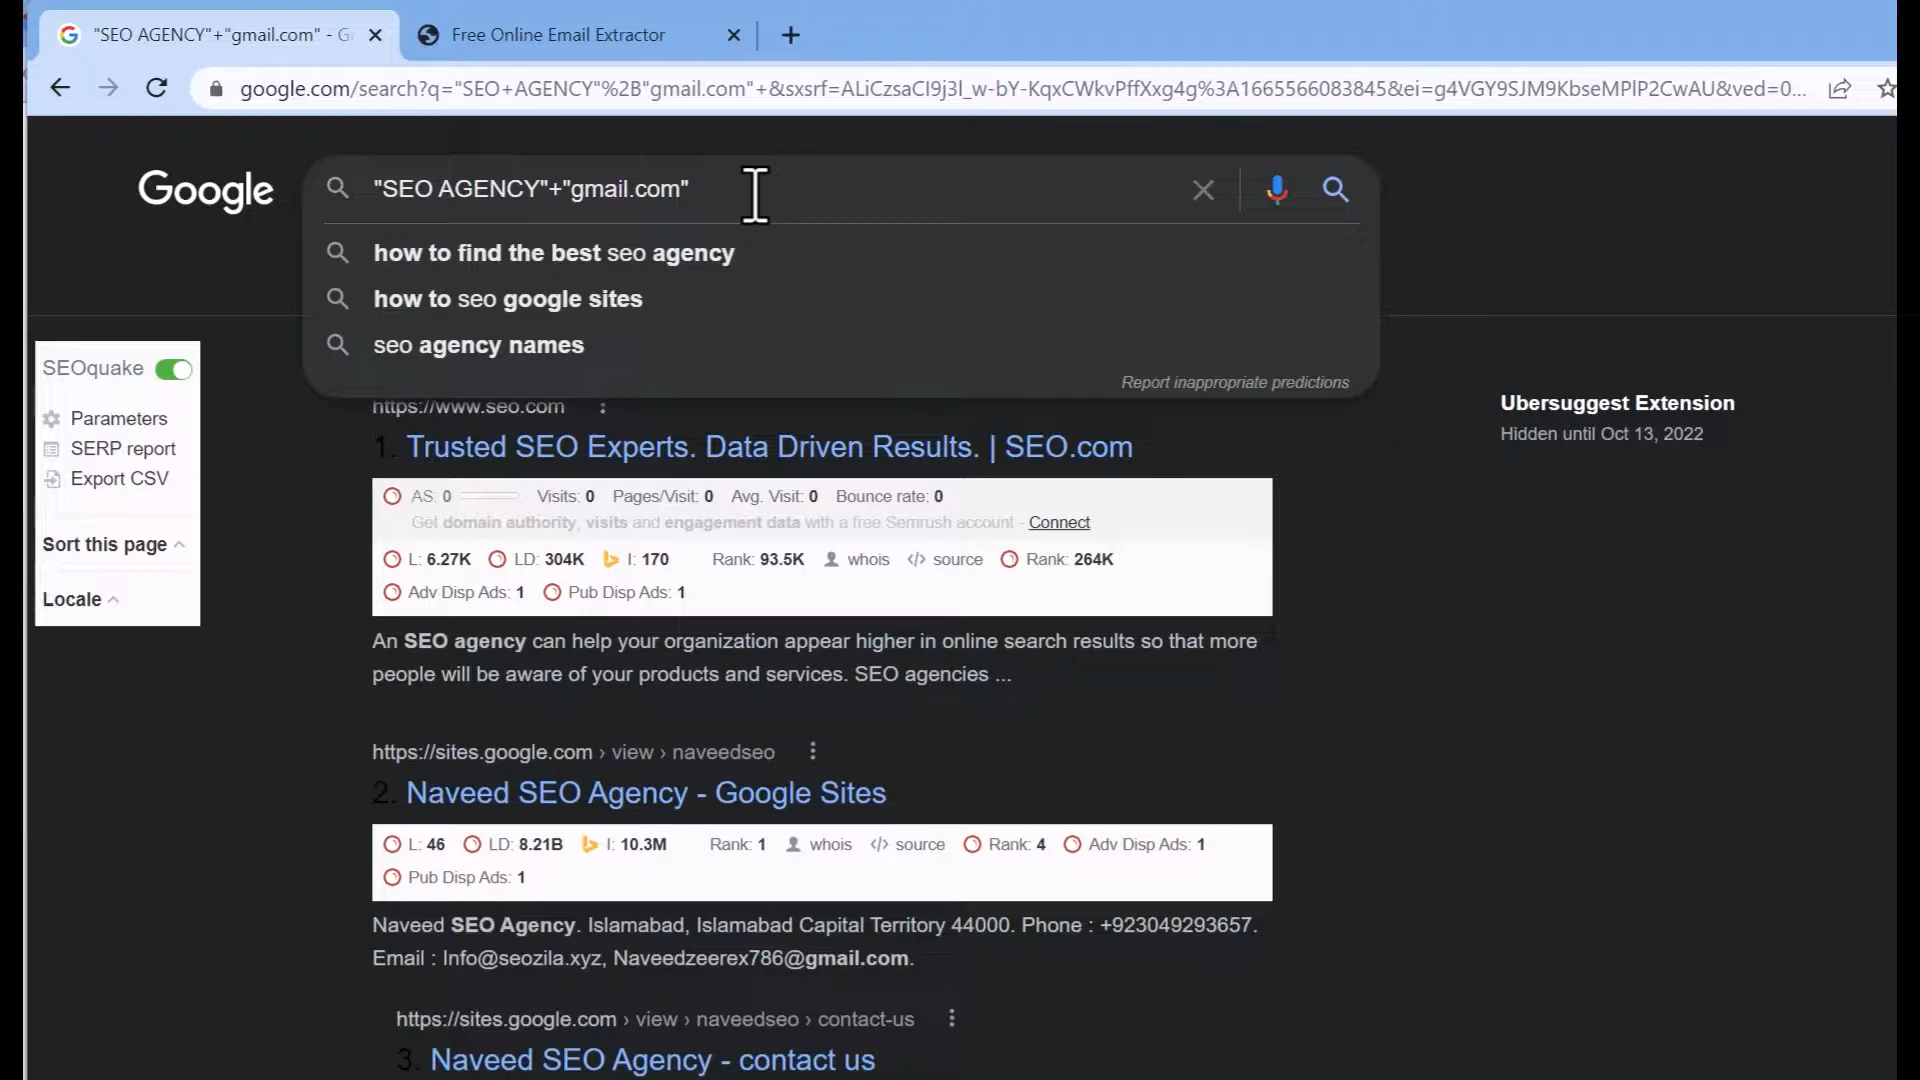 "SEO AGENCY"+"gmail.com" - G
Free Online Email Extractor
google.com/search?q="SEO+AGENCY"%2B"gmail.com"+&sxsrf=ALiCzsaCI9j3l_w-bY-KqxCWkvPffXxg4g%3A1665566083845&ei=g4VGY9SJM9KbseMPlP2CwAU&ved=0...
Google
"SEO AGENCY"+"gmail.com"
how to find the best seo agency
how to seo google sites
seo agency names
Report inappropriate predictions
SEOquake
Parameters
SERP report
Export CSV
Sort this page
Locale
Ubersuggest Extension
Hidden until Oct 13, 2022
https://www.seo.com
1. Trusted SEO Experts. Data Driven Results. | SEO.com
AS: 0 Visits: 0 Pages/Visit: 0 Avg. Visit: 0 Bounce rate: 0
Get domain authority, visits and engagement data with a free Semrush account - Connect
L: 6.27K LD: 304K I: 170 Rank: 93.5K whois source Rank: 264K
Adv Disp Ads: 1 Pub Disp Ads: 1
An SEO agency can help your organization appear higher in online search results so that more
people will be aware of your products and services. SEO agencies ...
https://sites.google.com › view › naveedseo
2. Naveed SEO Agency - Google Sites
L: 46 LD: 8.21B I: 10.3M Rank: 1 whois source Rank: 4 Adv Disp Ads: 1
Pub Disp Ads: 1
Naveed SEO Agency. Islamabad, Islamabad Capital Territory 44000. Phone : +923049293657.
Email : Info@seozila.xyz, Naveedzeerex786@gmail.com.
https://sites.google.com › view › naveedseo › contact-us
3. Naveed SEO Agency - contact us